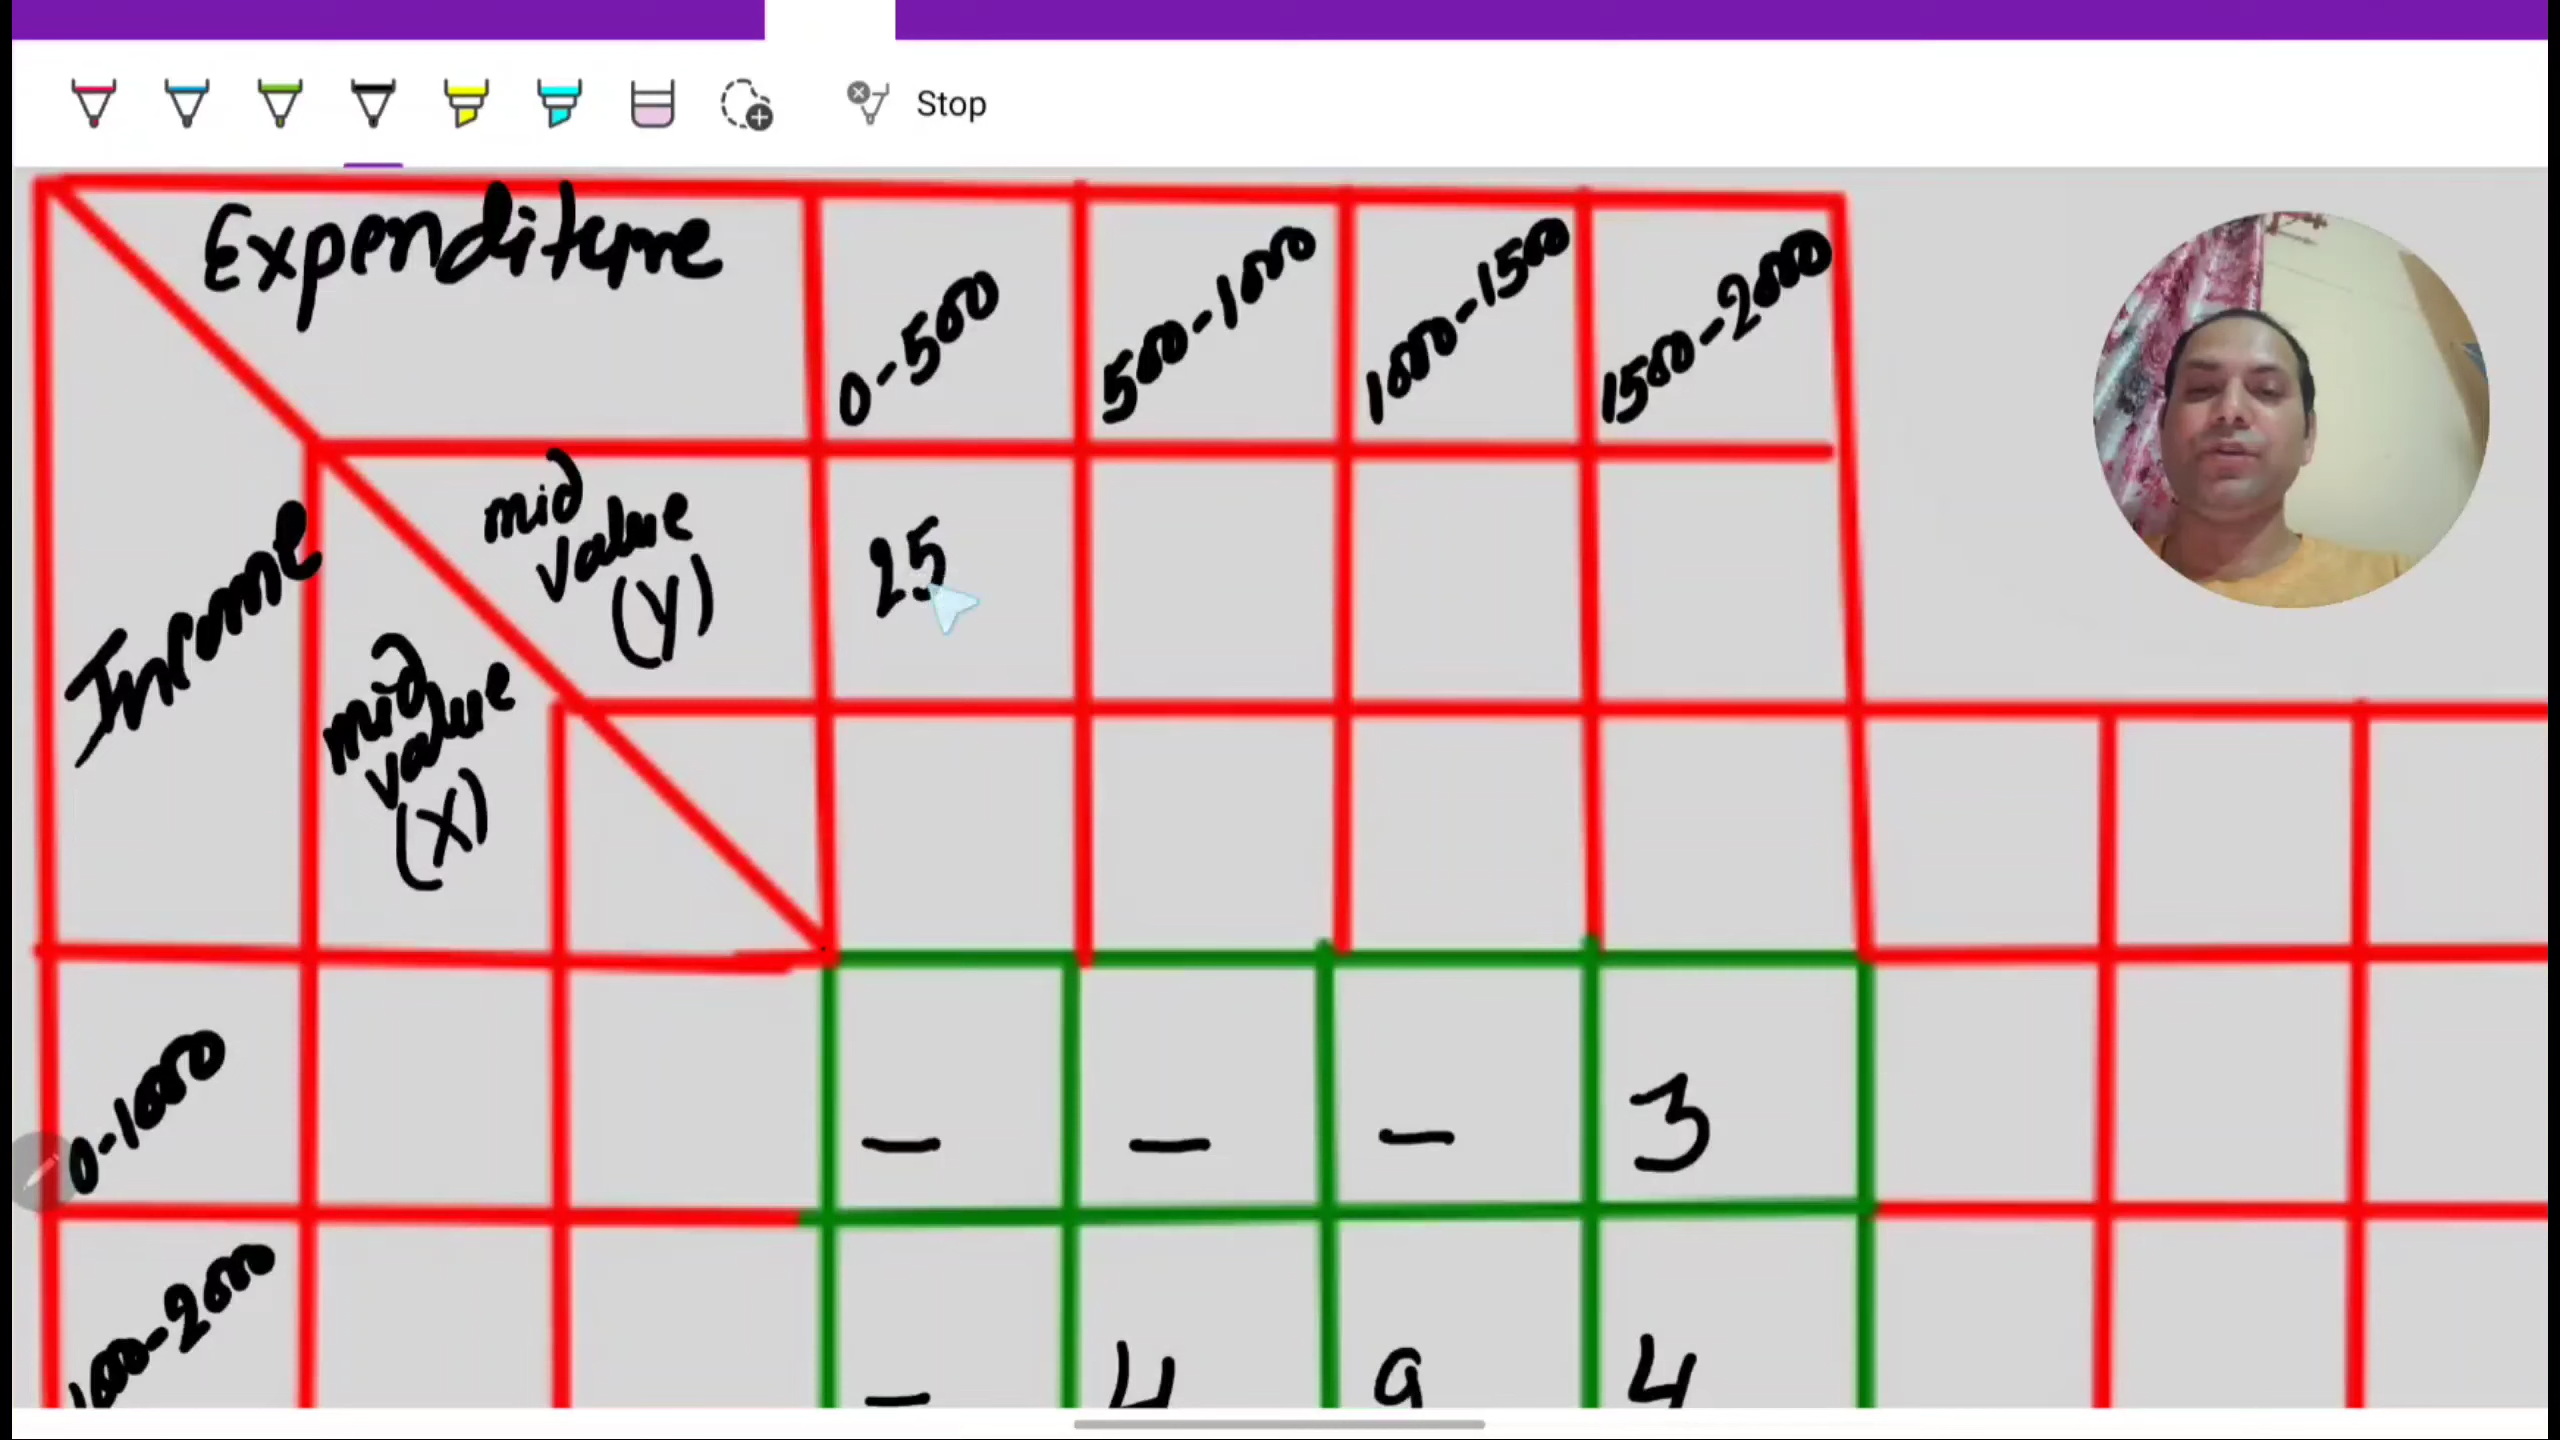 Stop
Expenditure
0-500
500-1000
1000-1500
1500-2000
Income
mid
value
(Y)
25
mid
value
(X)
0-1000
- - - 3
1000-2000
- 4 9 4